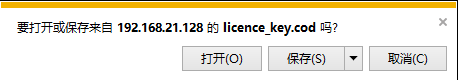 要打开或保存来自 192.168.21.128 的 licence_key.cod 吗?
打开(O) 保存(S) 取消(C)